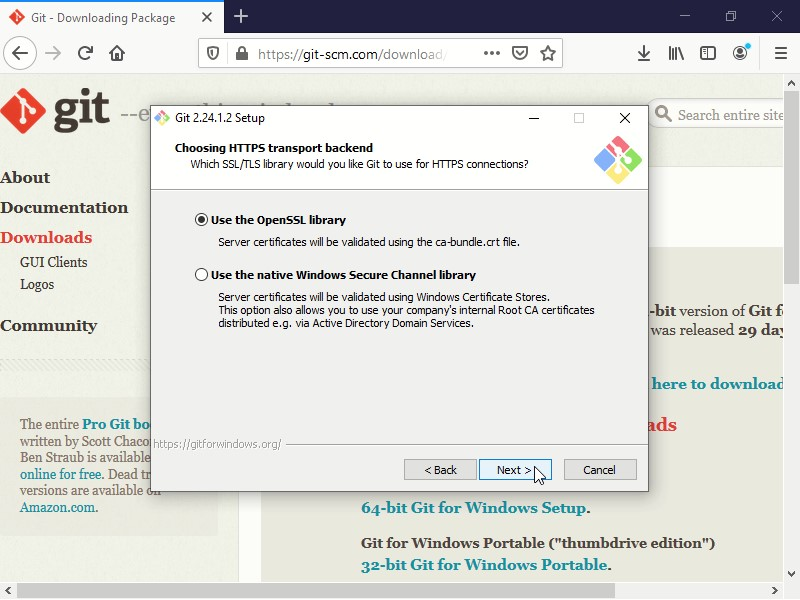 Git - Downloading Package
https://git-scm.com/download/
git
Search entire site
About
Documentation
Downloads
GUI Clients
Logos
Community
The entire Pro Git bo
written by Scott Chaco
Ben Straub is available
online for free. Dead tr
versions are available on
Amazon.com.
Git 2.24.1.2 Setup
Choosing HTTPS transport backend
Which SSL/TLS library would you like Git to use for HTTPS connections?
Use the OpenSSL library
Server certificates will be validated using the ca-bundle.crt file.
Use the native Windows Secure Channel library
Server certificates will be validated using Windows Certificate Stores.
This option also allows you to use your company's internal Root CA certificates
distributed e.g. via Active Directory Domain Services.
https://gitforwindows.org/
< Back
Next >
Cancel
-bit version of Git f
was released 29 day
here to download
ads
64-bit Git for Windows Setup.
Git for Windows Portable ("thumbdrive edition")
32-bit Git for Windows Portable.